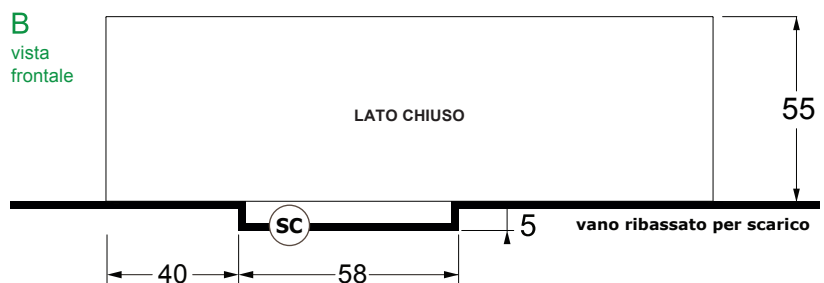 B
vista
frontale
LATO CHIUSO
55
SC
5
vano ribassato per scarico
40
58